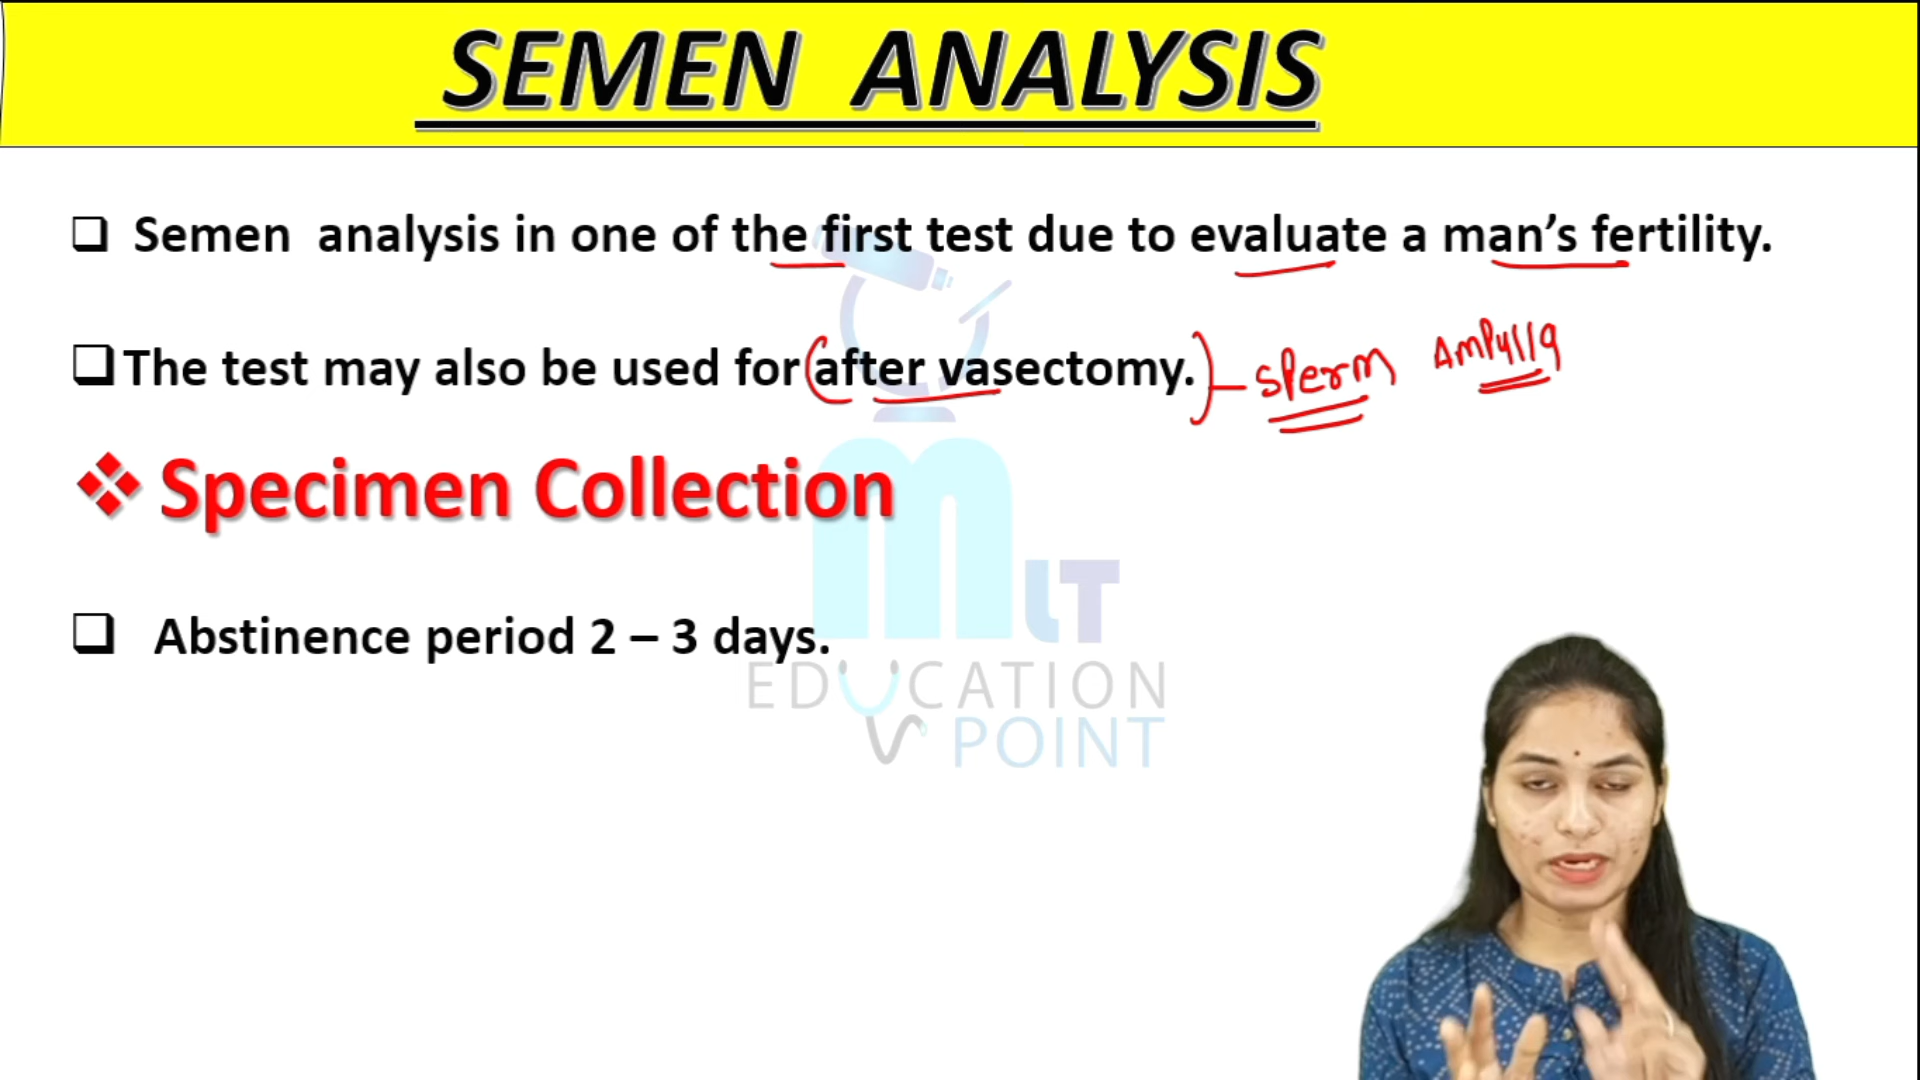 SEMEN ANALYSIS
Semen analysis in one of the first test due to evaluate a man's fertility.
The test may also be used for (after vasectomy.) - sperm Ampulla
Specimen Collection
Abstinence period 2 – 3 days.
MLT
EDUCATION
POINT